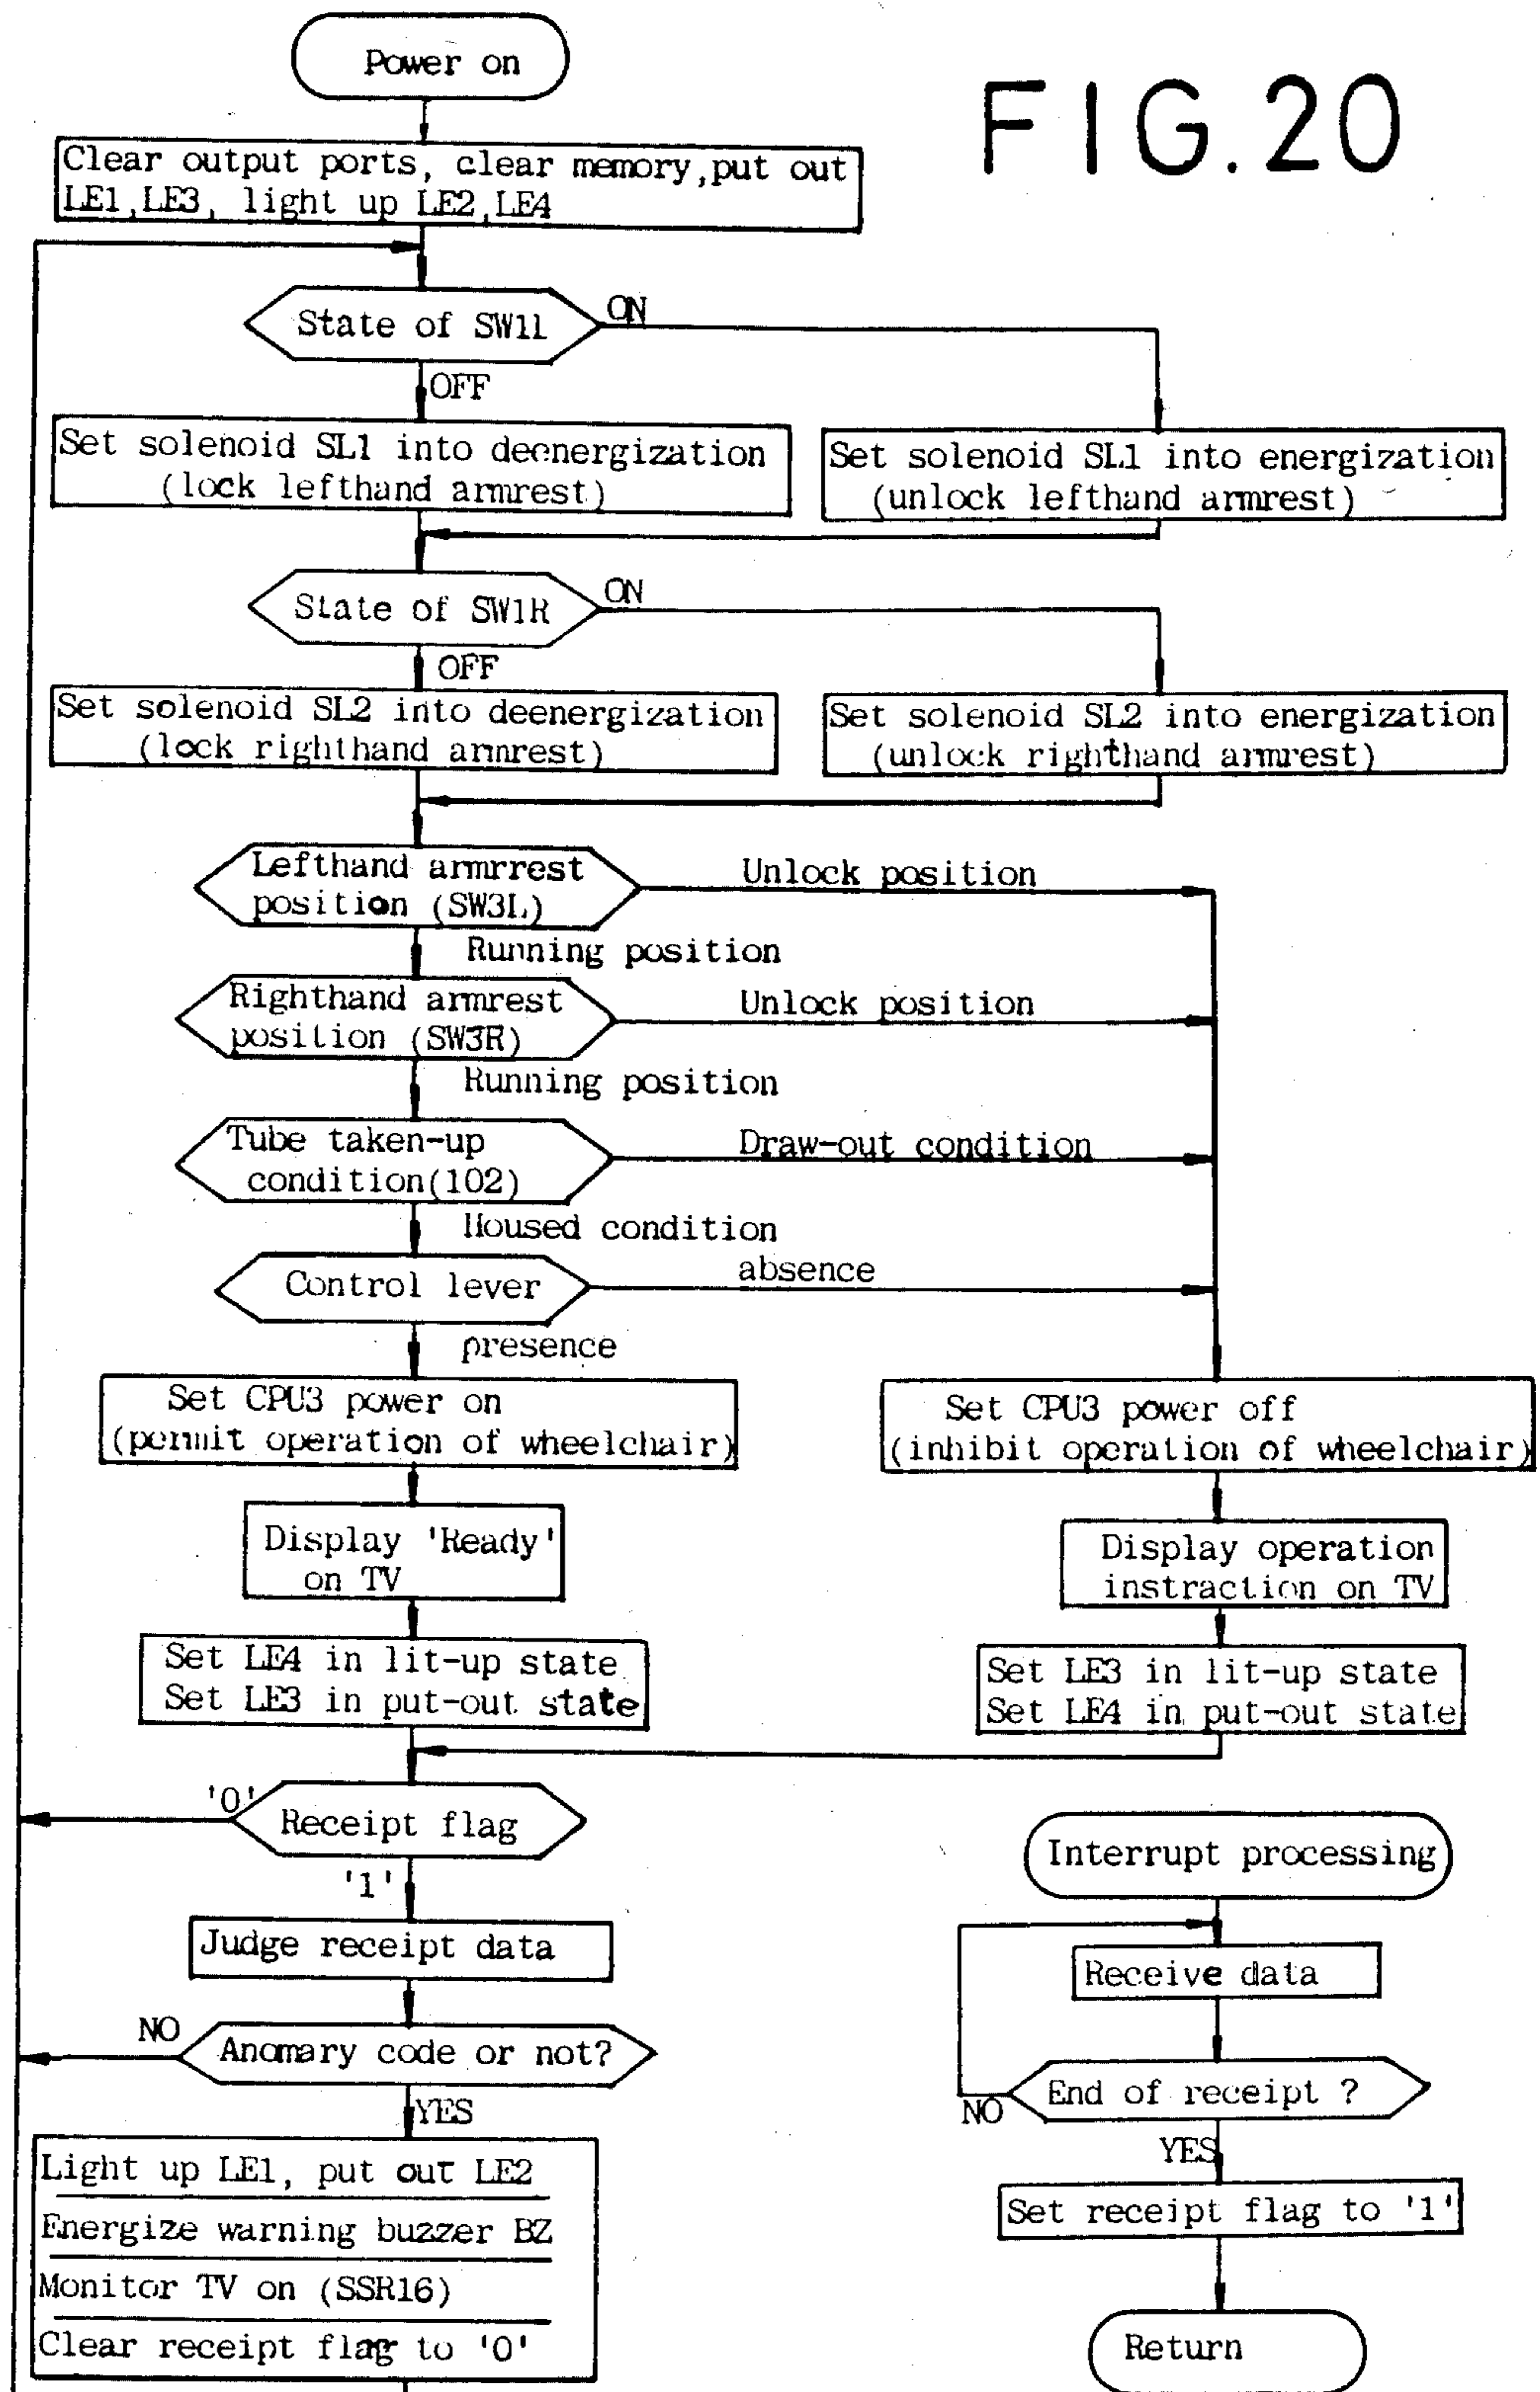 FIG.20
Power on
Clear output ports, clear memory,put out
LE1,LE3, light up LE2,LE4
State of SW1L
ON
OFF
Set solenoid SL1 into deenergization
(lock lefthand armrest)
Set solenoid SL1 into energization
(unlock lefthand armrest)
State of SW1R
ON
OFF
Set solenoid SL2 into deenergization
(lock righthand armrest)
Set solenoid SL2 into energization
(unlock righthand armrest)
Lefthand armrrest
position (SW3L)
Unlock position
Running position
Righthand armrest
position (SW3R)
Unlock position
Running position
Tube taken-up
condition(102)
Draw-out condition
Housed condition
Control lever
absence
presence
Set CPU3 power on
(permit operation of wheelchair)
Set CPU3 power off
(inhibit operation of wheelchair)
Display 'Ready'
on TV
Display operation
instraction on TV
Set LE4 in lit-up state
Set LE3 in put-out state
Set LE3 in lit-up state
Set LE4 in put-out state
'0'
Receipt flag
'1'
Judge receipt data
NO
Anomary code or not?
YES
Light up LE1, put out LE2
Energize warning buzzer BZ
Monitor TV on (SSR16)
Clear receipt flag to '0'
Interrupt processing
Receive data
End of receipt ?
NO
YES
Set receipt flag to '1'
Return